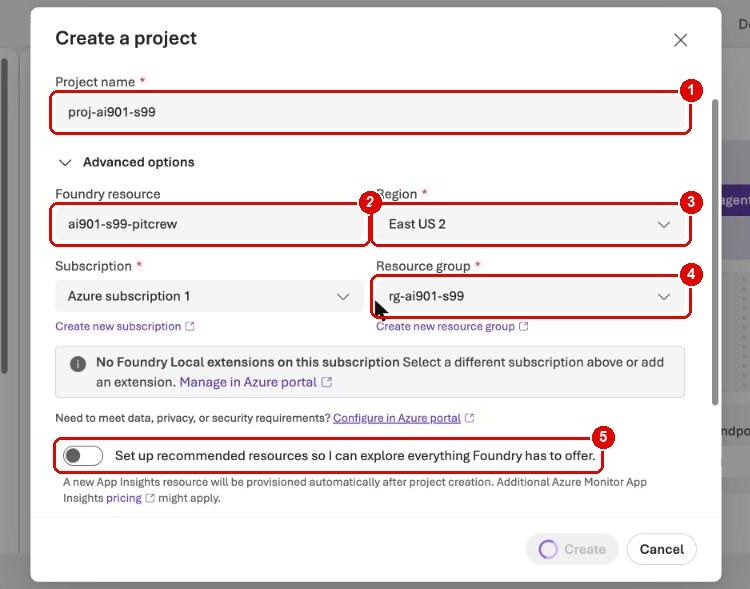 Create a project
Project name *
1
proj-ai901-s99
Advanced options
Foundry resource
2
Region *
3
ai901-s99-pitcrew
East US 2
Subscription *
Resource group *
4
Azure subscription 1
rg-ai901-s99
Create new subscription
Create new resource group
No Foundry Local extensions on this subscription Select a different subscription above or add
an extension. Manage in Azure portal
Need to meet data, privacy, or security requirements? Configure in Azure portal
5
Set up recommended resources so I can explore everything Foundry has to offer.
A new App Insights resource will be provisioned automatically after project creation. Additional Azure Monitor App
Insights pricing might apply.
Create
Cancel